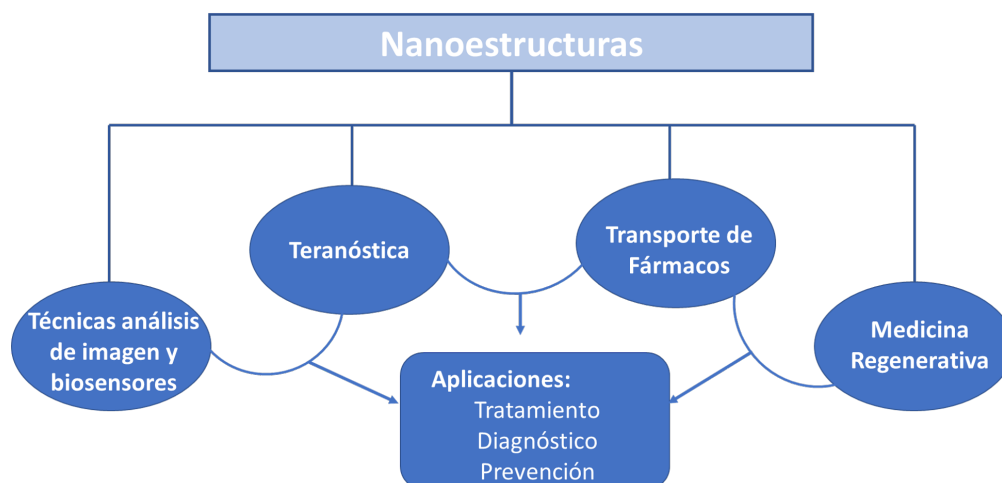 Nanoestructuras
Teranóstica
Transporte de
Fármacos
Técnicas análisis
de imagen y
biosensores
Medicina
Regenerativa
Aplicaciones:
Tratamiento
Diagnóstico
Prevención